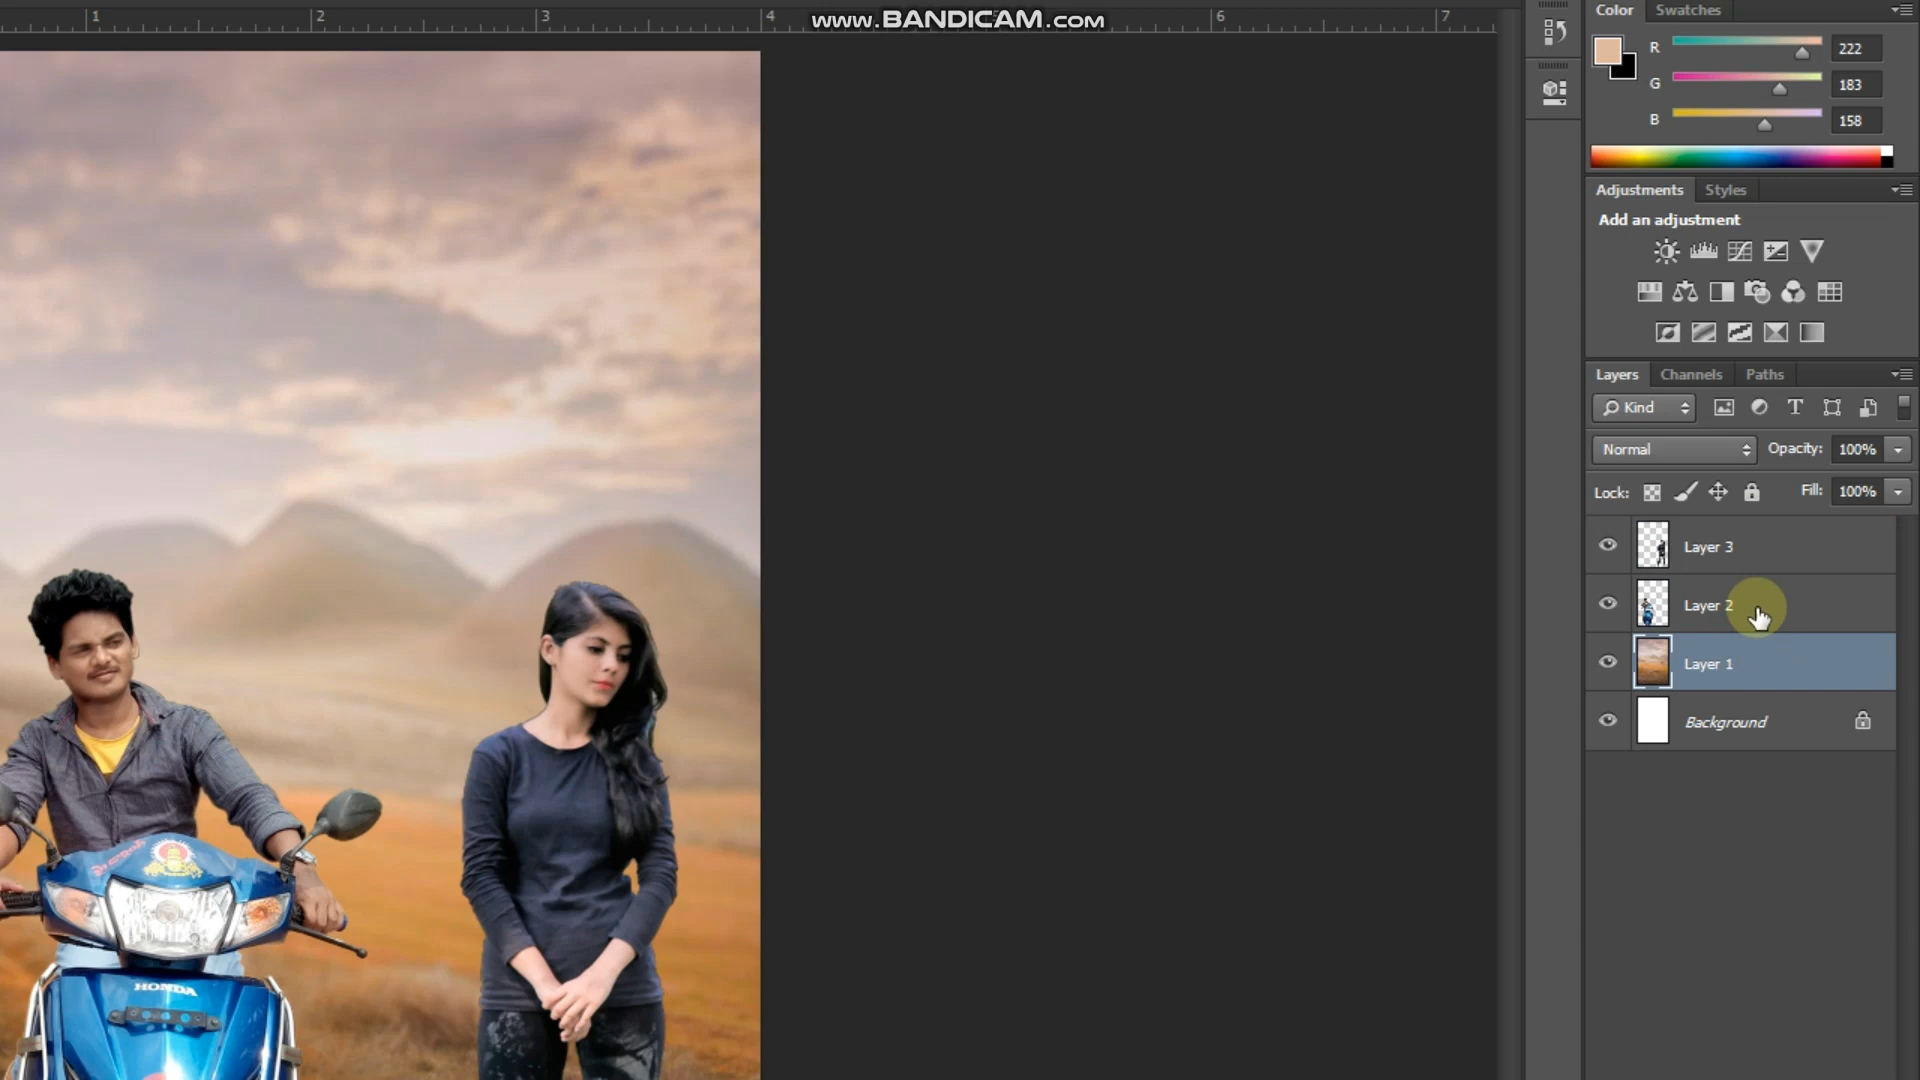 1
2
3
4
www.BANDICAM.com
6
7
Color
Swatches
R
222
G
183
B
158
Adjustments
Styles
Add an adjustment
Layers
Channels
Paths
Kind
Normal
Opacity:
100%
Lock:
Fill:
100%
Layer 3
Layer 2
Layer 1
Background
HONDA